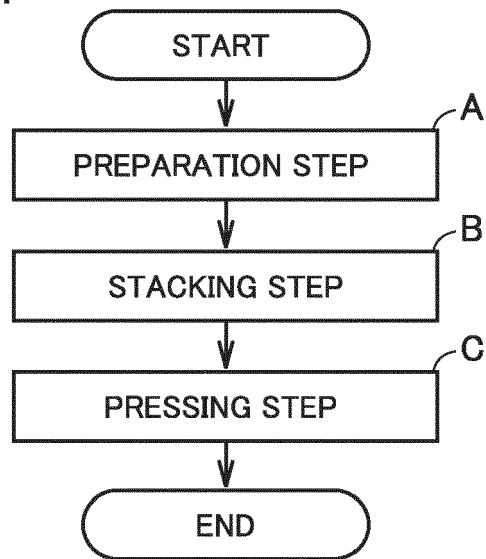 START
A
PREPARATION STEP
B
STACKING STEP
C
PRESSING STEP
END